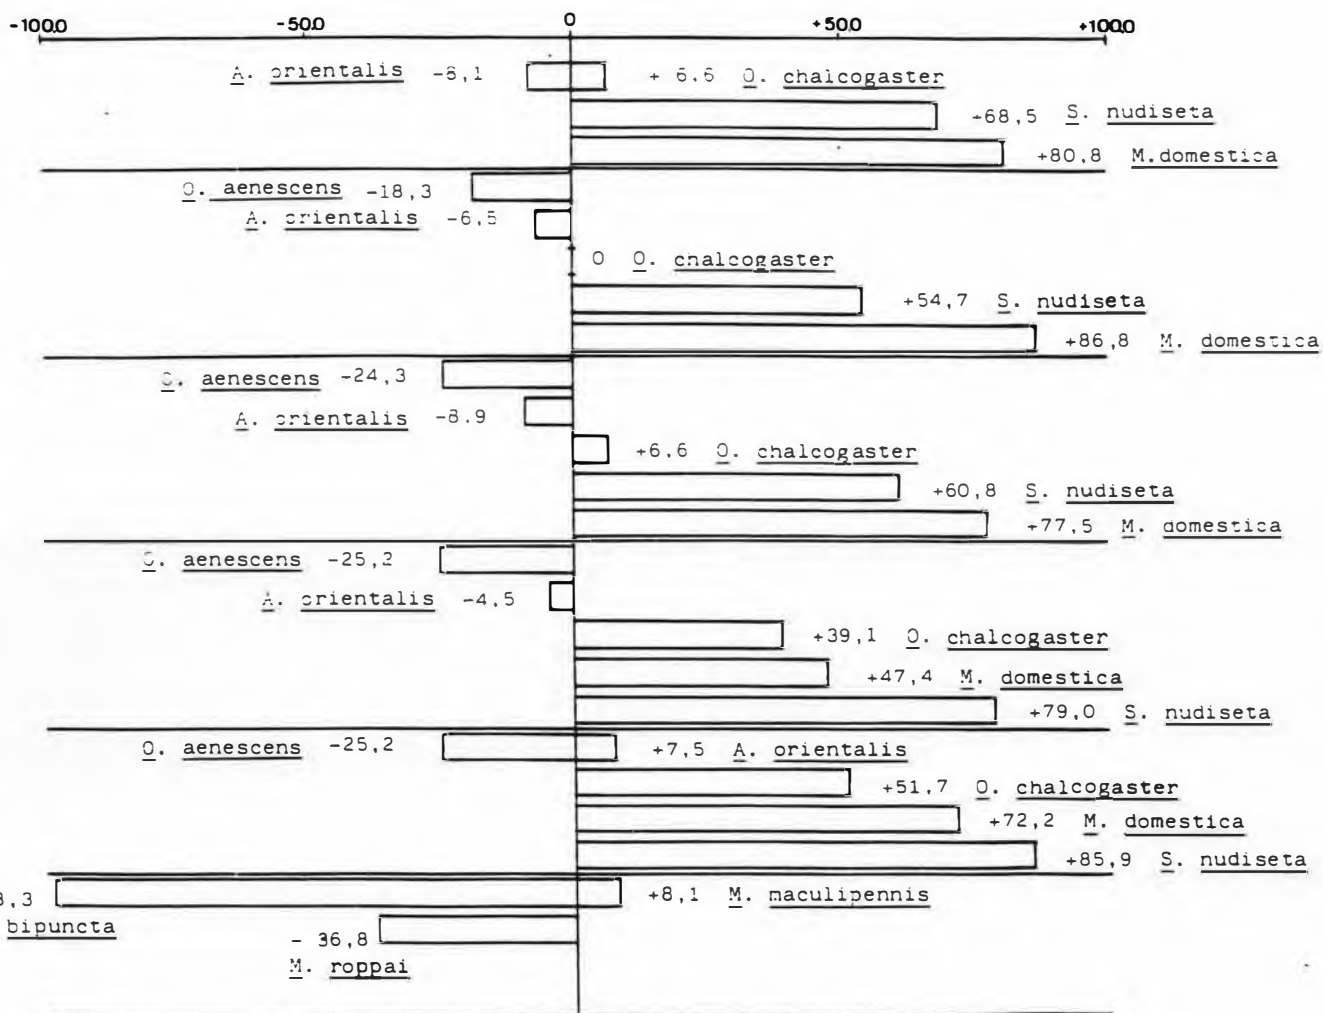 -100.0 -50.0 0 +50.0 +100.0
A. orientalis -8,1 + 6.6 O. chalcogaster
+68,5 S. nudiseta
+80,8 M.domestica
O. aenescens -18,3
A. orientalis -6,5
0 O. chalcogaster
+54,7 S. nudiseta
+86,8 M. domestica
O. aenescens -24,3
A. orientalis -8.9
+6,6 O. chalcogaster
+60,8 S. nudiseta
+77,5 M. domestica
O. aenescens -25,2
A. orientalis -4,5
+39,1 O. chalcogaster
+47,4 M. domestica
+79,0 S. nudiseta
O. aenescens -25,2 +7,5 A. orientalis
+51,7 O. chalcogaster
+72,2 M. domestica
+85,9 S. nudiseta
8,3 +8,1 M. maculipennis
bipuncta - 36,8
M. roppai